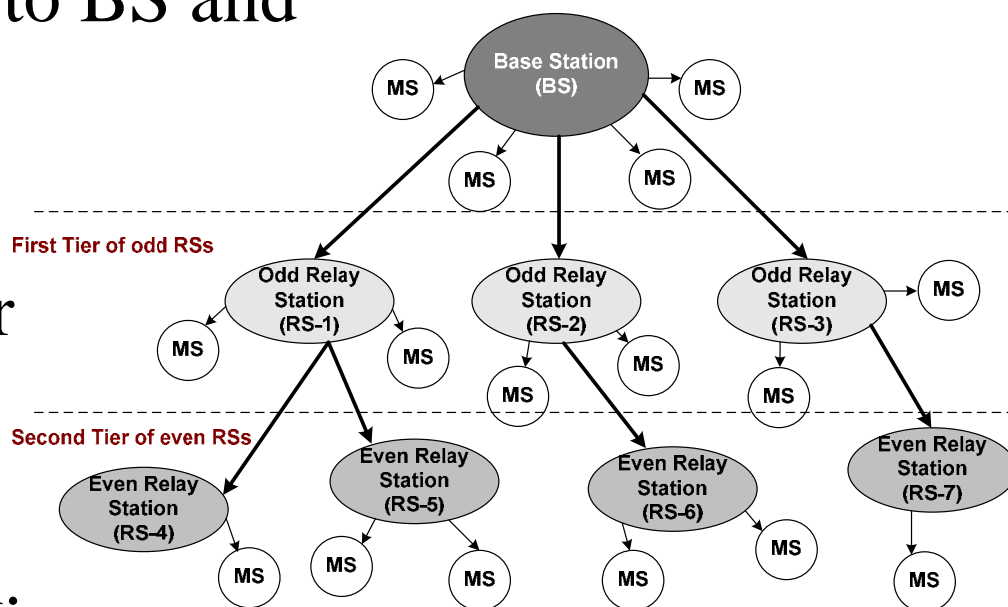 to BS and
Base Station
(BS)
MS
MS
MS
MS
First Tier of odd RSs
Odd Relay
Station
(RS-1)
Odd Relay
Station
(RS-2)
Odd Relay
Station
(RS-3)
MS
r
MS
MS
MS
MS
MS
MS
Second Tier of even RSs
Even Relay
Station
(RS-4)
Even Relay
Station
(RS-5)
Even Relay
Station
(RS-6)
Even Relay
Station
(RS-7)
MS
MS
MS
MS
MS
MS